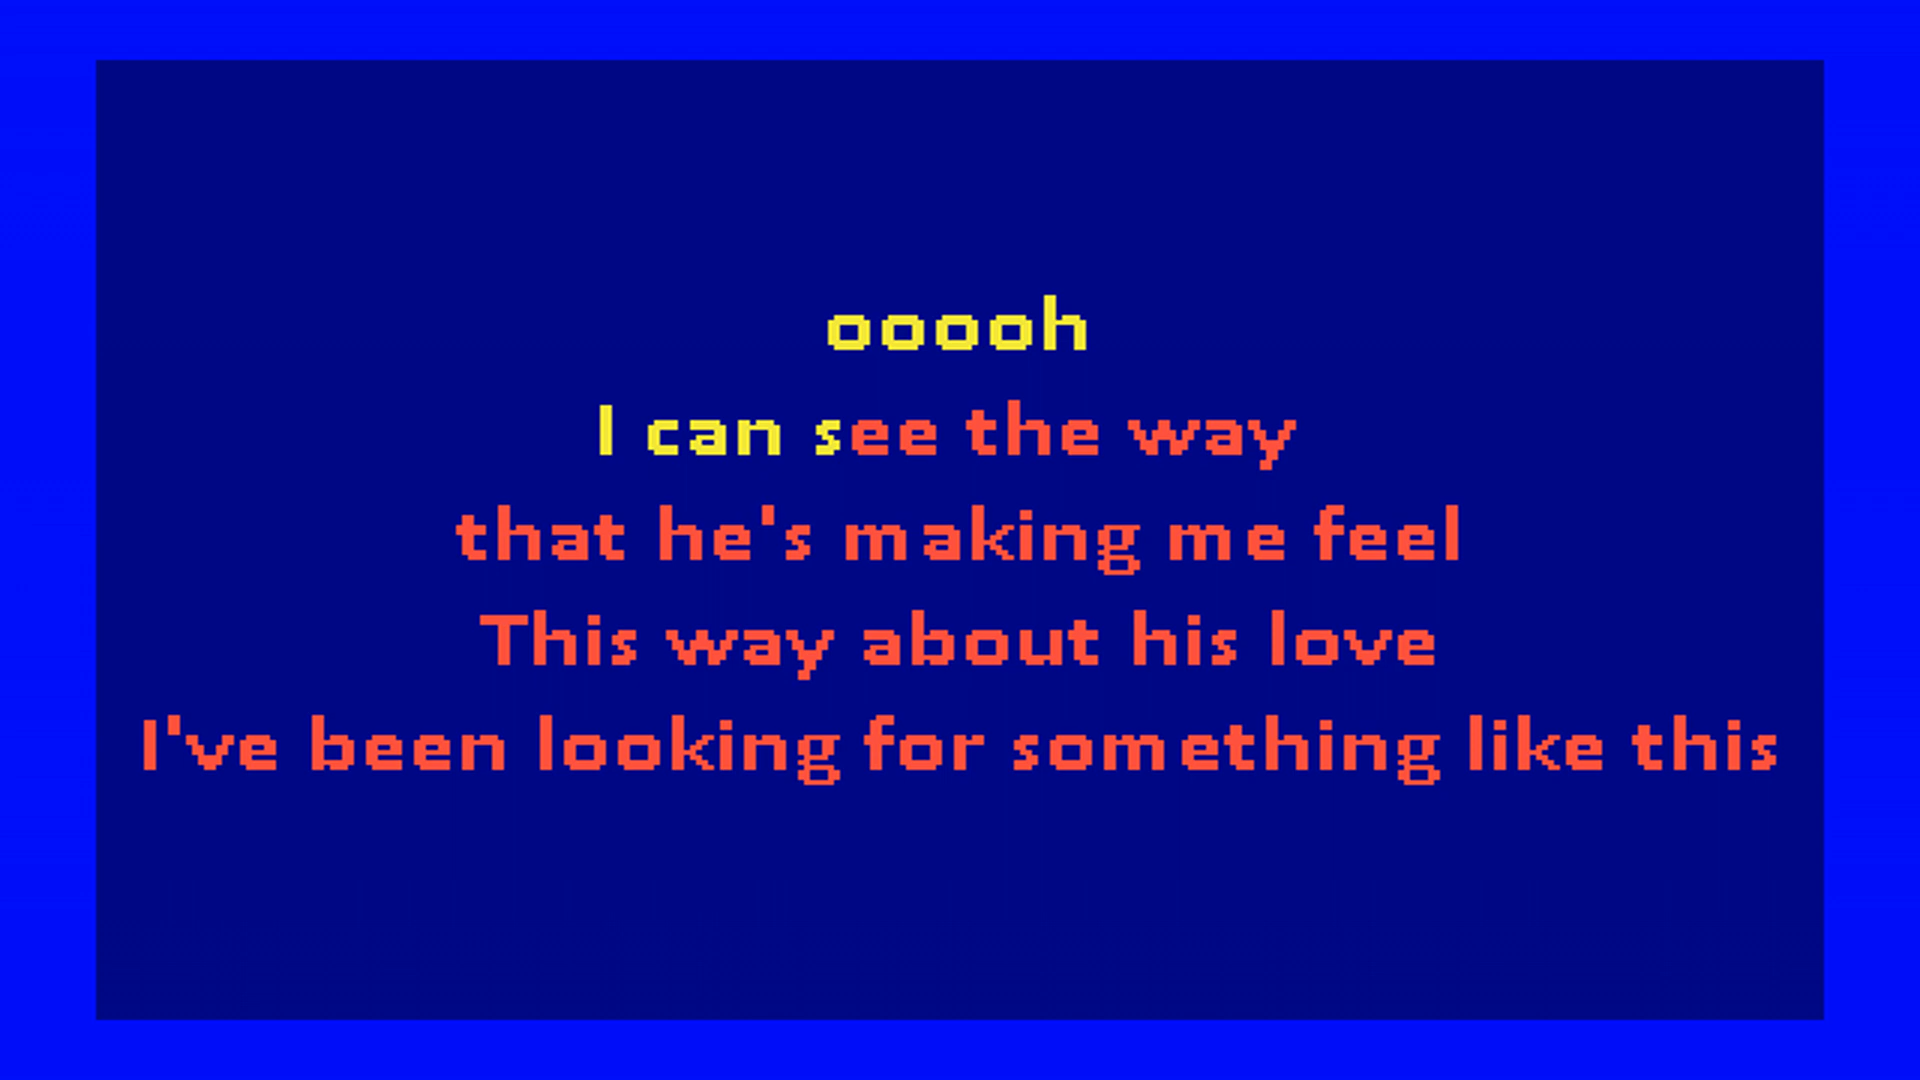 ooooh
I can see the way
that he's making me feel
This way about his love
I've been looking for something like this